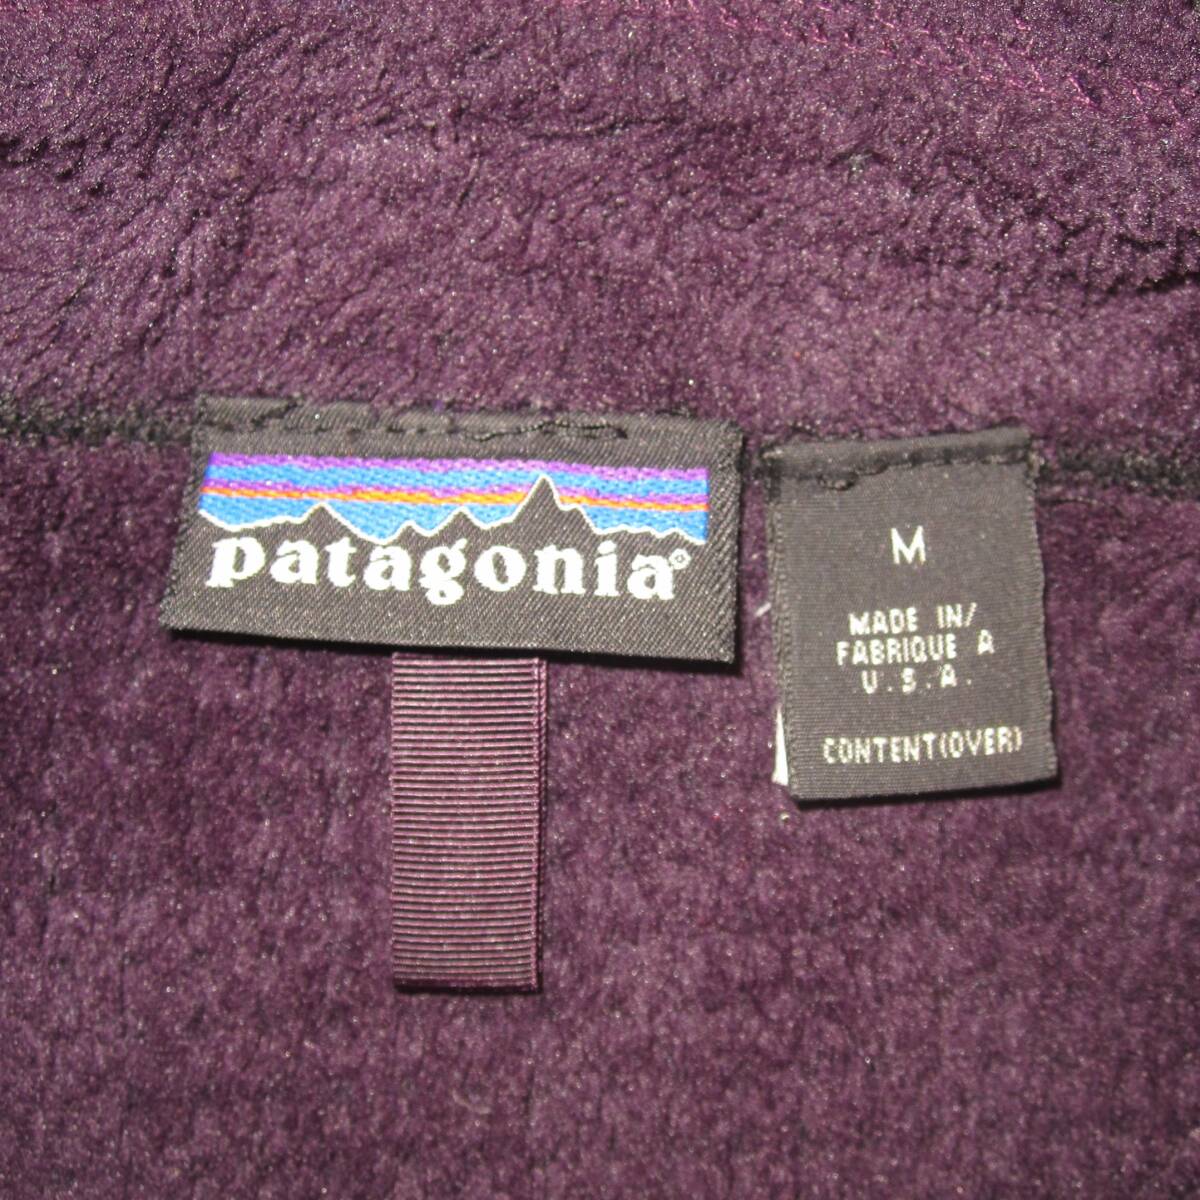 patagonia®
M
MADE IN/
FABRIQUE A
U.S.A.
CONTENT(OVER)